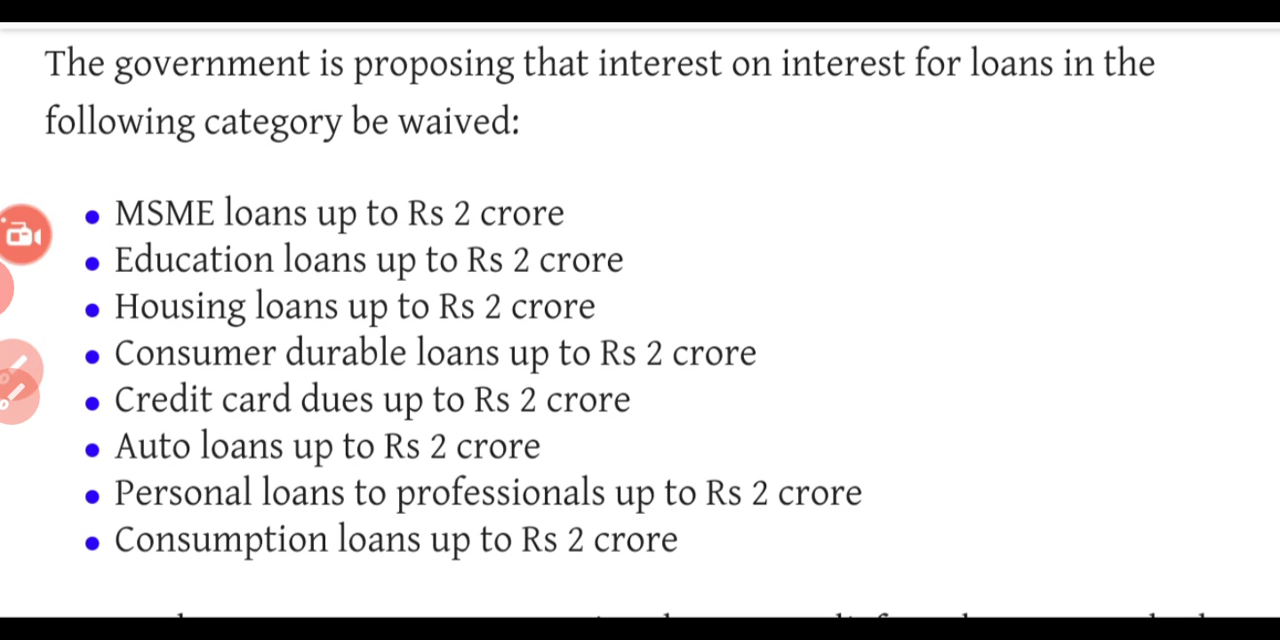 The government is proposing that interest on interest for loans in the
following category be waived:
MSME loans up to Rs 2 crore
Education loans up to Rs 2 crore
Housing loans up to Rs 2 crore
Consumer durable loans up to Rs 2 crore
Credit card dues up to Rs 2 crore
Auto loans up to Rs 2 crore
Personal loans to professionals up to Rs 2 crore
Consumption loans up to Rs 2 crore